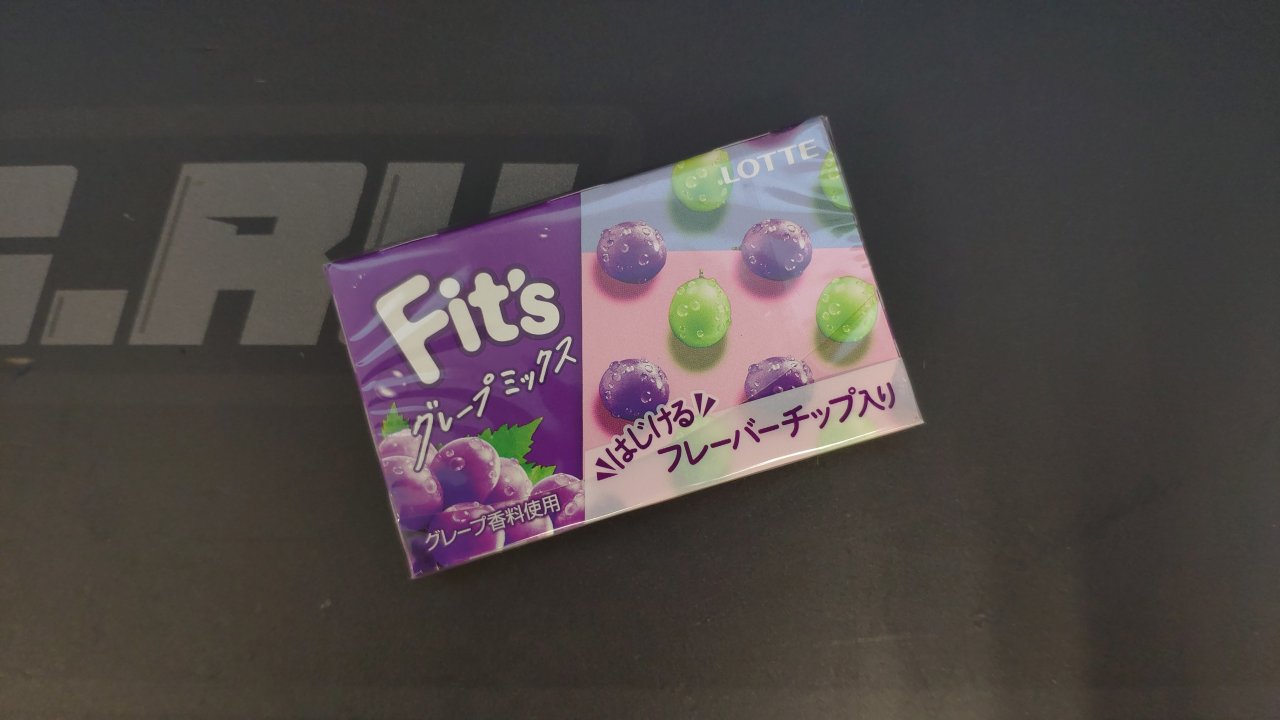 .RU
Fit's
グレープミックス
グレープ香料使用
LOTTE
はじける
フレーバーチップ入り